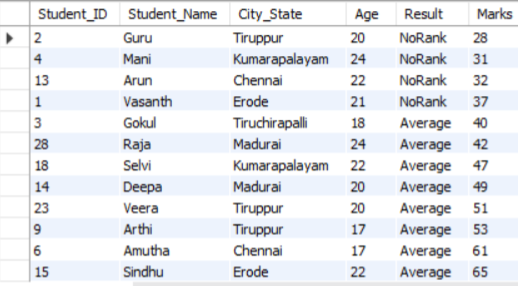 Student_ID Student_Name City_State Age Result Marks
2 Guru Tiruppur 20 NoRank 28
4 Mani Kumarapalayam 24 NoRank 31
13 Arun Chennai 22 NoRank 32
1 Vasanth Erode 21 NoRank 37
3 Gokul Tiruchirapalli 18 Average 40
28 Raja Madurai 24 Average 42
18 Selvi Kumarapalayam 22 Average 47
14 Deepa Madurai 20 Average 49
23 Veera Tiruppur 20 Average 51
9 Arthi Tiruppur 17 Average 53
6 Amutha Chennai 17 Average 61
15 Sindhu Erode 22 Average 65